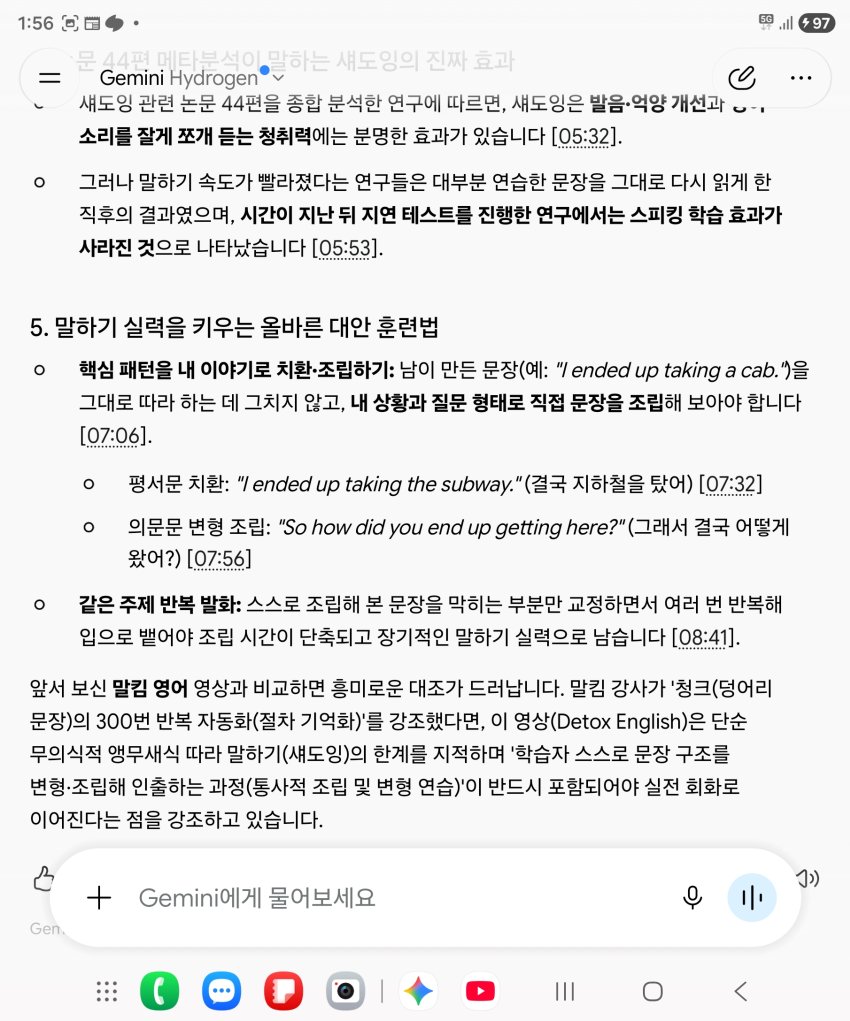 1:56
5G
97
문 44편 메타분석이 말하는 섀도잉의 진짜 효과
Gemini Hydrogen
섀도잉 관련 논문 44편을 종합 분석한 연구에 따르면, 섀도잉은 발음·억양 개선과
소리를 잘게 쪼개 듣는 청취력에는 분명한 효과가 있습니다 [05:32].
그러나 말하기 속도가 빨라졌다는 연구들은 대부분 연습한 문장을 그대로 다시 읽게 한
직후의 결과였으며, 시간이 지난 뒤 지연 테스트를 진행한 연구에서는 스피킹 학습 효과가
사라진 것으로 나타났습니다 [05:53].
5. 말하기 실력을 키우는 올바른 대안 훈련법
핵심 패턴을 내 이야기로 치환·조립하기: 남이 만든 문장(예: "I ended up taking a cab.")을
그대로 따라 하는 데 그치지 않고, 내 상황과 질문 형태로 직접 문장을 조립해 보아야 합니다
[07:06].
평서문 치환: "I ended up taking the subway." (결국 지하철을 탔어) [07:32]
의문문 변형 조립: "So how did you end up getting here?" (그래서 결국 어떻게
왔어?) [07:56]
같은 주제 반복 발화: 스스로 조립해 본 문장을 막히는 부분만 교정하면서 여러 번 반복해
입으로 뱉어야 조립 시간이 단축되고 장기적인 말하기 실력으로 남습니다 [08:41].
앞서 보신 말킴 영어 영상과 비교하면 흥미로운 대조가 드러납니다. 말킴 강사가 '청크(덩어리
문장)의 300번 반복 자동화(절차 기억화)'를 강조했다면, 이 영상(Detox English)은 단순
무의식적 앵무새식 따라 말하기(섀도잉)의 한계를 지적하며 '학습자 스스로 문장 구조를
변형·조립해 인출하는 과정(통사적 조립 및 변형 연습)'이 반드시 포함되어야 실전 회화로
이어진다는 점을 강조하고 있습니다.
Gemini에게 물어보세요
Gem